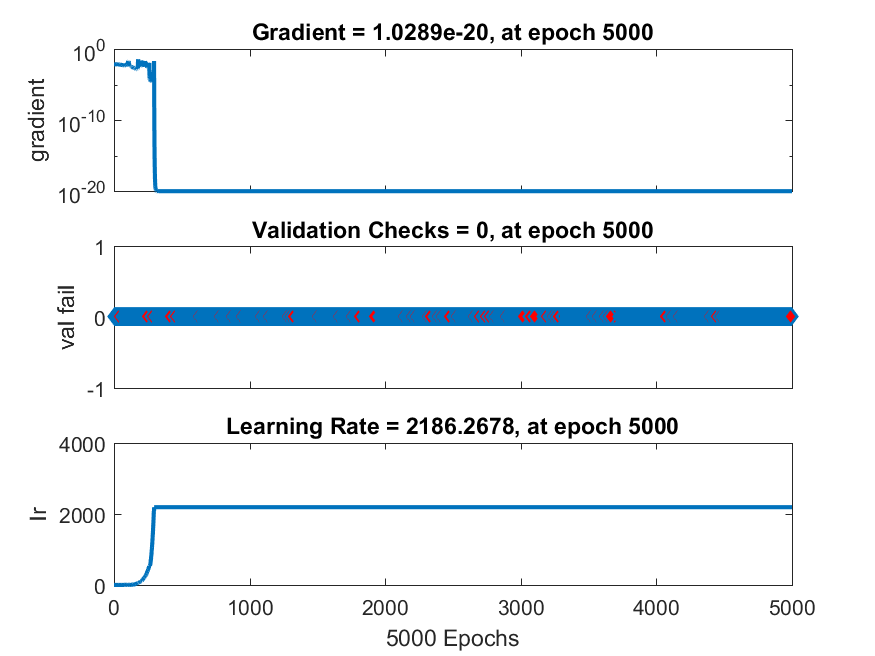 Gradient = 1.0289e-20, at epoch 5000
10^0
10^-10
10^-20
gradient
Validation Checks = 0, at epoch 5000
1
0
-1
val fail
Learning Rate = 2186.2678, at epoch 5000
4000
2000
0
lr
0 1000 2000 3000 4000 5000
5000 Epochs